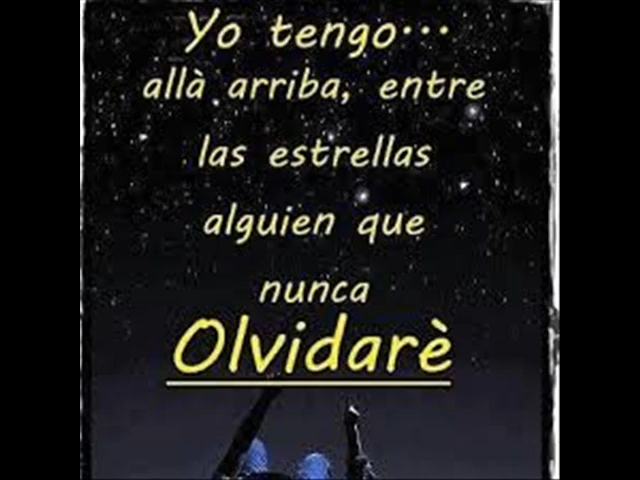 Yo tengo...
allà arriba, entre
las estrellas
alguien que
nunca
Olvidarè